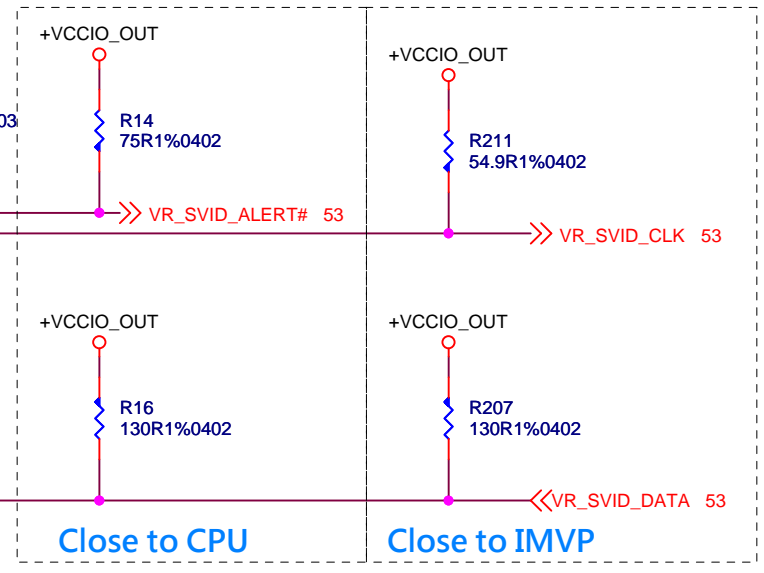 +VCCIO_OUT
+VCCIO_OUT
03
R14
75R1%0402
R211
54.9R1%0402
VR_SVID_ALERT# 53
VR_SVID_CLK 53
+VCCIO_OUT
+VCCIO_OUT
R16
130R1%0402
R207
130R1%0402
VR_SVID_DATA 53
Close to CPU
Close to IMVP